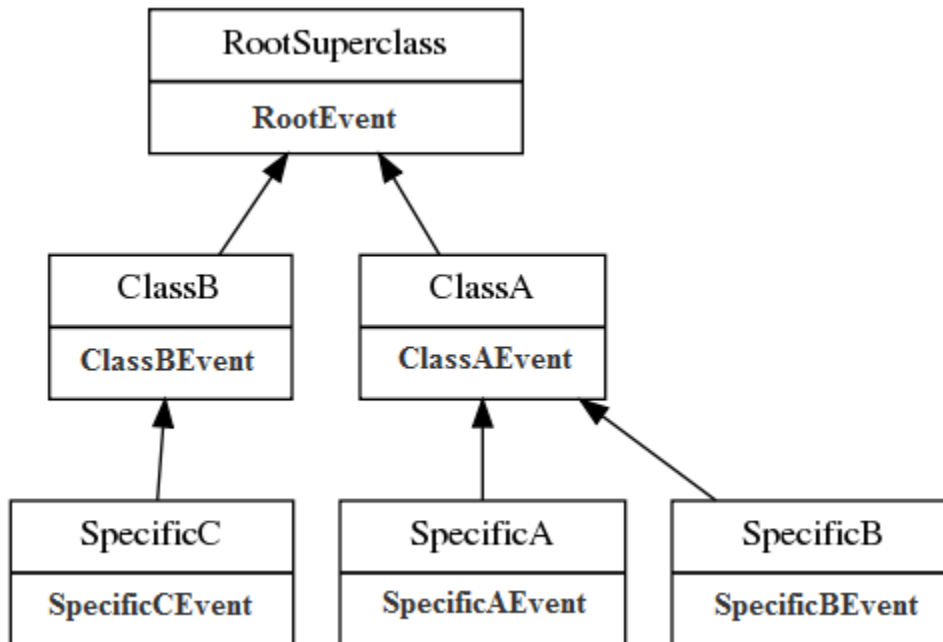 RootSuperclass
RootEvent
ClassB
ClassBEvent
ClassA
ClassAEvent
SpecificC
SpecificCEvent
SpecificA
SpecificAEvent
SpecificB
SpecificBEvent